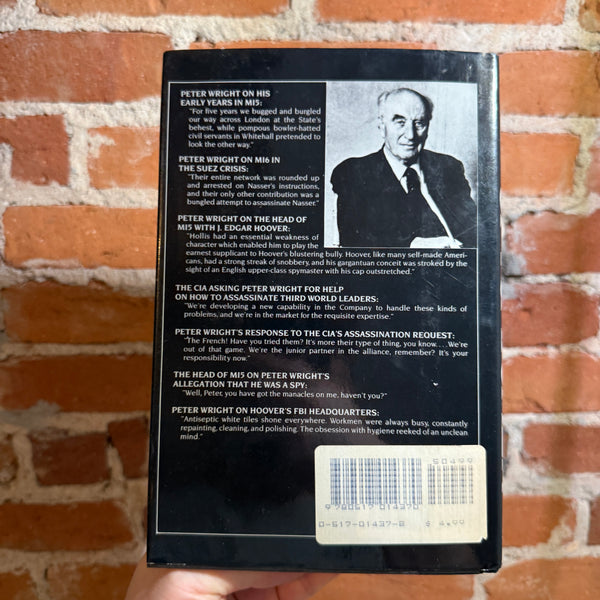 PETER WRIGHT ON HIS
EARLY YEARS IN MI5:
"For five years we bugged and burgled
our way across London at the State's
behest, while pompous bowler-hatted
civil servants in Whitehall pretended to
look the other way."
PETER WRIGHT ON MI6 IN
THE SUEZ CRISIS:
"Their entire network was rounded up
and arrested on Nasser's instructions,
and their only other contribution was a
bungled attempt to assassinate Nasser."
PETER WRIGHT ON THE HEAD OF
MI5 WITH J. EDGAR HOOVER:
"Hollis had an essential weakness of
character which enabled him to play the
earnest supplicant to Hoover's blustering bully. Hoover, like many self-made Ameri-
cans, had a strong streak of snobbery, and his gargantuan conceit was stroked by the
sight of an English upper-class spymaster with his cap outstretched."
THE CIA ASKING PETER WRIGHT FOR HELP
ON HOW TO ASSASSINATE THIRD WORLD LEADERS:
"We're developing a new capability in the Company to handle these kinds of
problems, and we're in the market for the requisite expertise."
PETER WRIGHT'S RESPONSE TO THE CIA'S ASSASSINATION REQUEST:
"The French! Have you tried them? It's more their type of thing, you know. . . We're
out of that game. We're the junior partner in the alliance, remember? It's your
responsibility now."
THE HEAD OF MI5 ON PETER WRIGHT'S
ALLEGATION THAT HE WAS A SPY:
"Well, Peter, you have got the manacles on me, haven't you?"
PETER WRIGHT ON HOOVER'S FBI HEADQUARTERS:
"Antiseptic white tiles shone everywhere. Workmen were always busy, constantly
repainting, cleaning, and polishing. The obsession with hygiene reeked of an unclean
mind."
50499
9 780517 014370
0-517-01437-8 $ 4.99